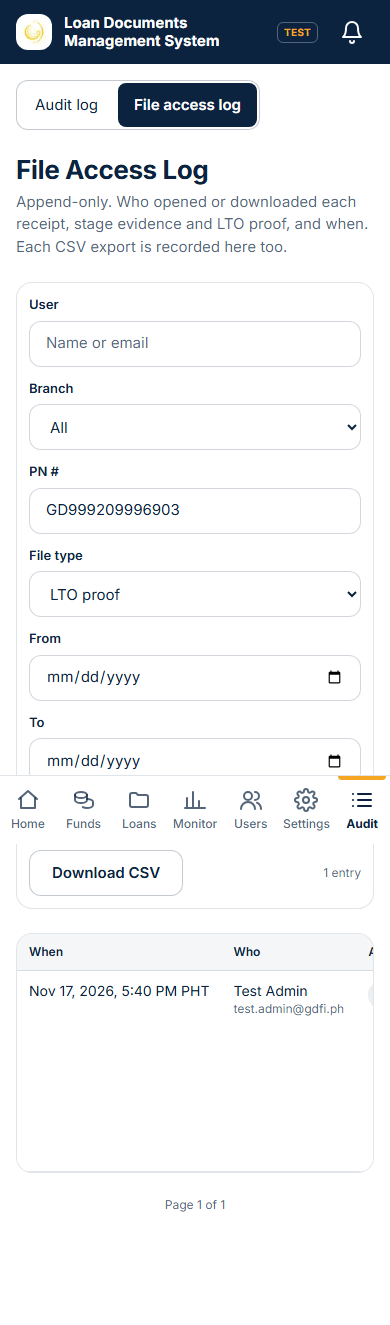 Loan Documents
Management System
TEST
Audit log
File access log
File Access Log
Append-only. Who opened or downloaded each
receipt, stage evidence and LTO proof, and when.
Each CSV export is recorded here too.
User
Name or email
Branch
All
PN #
GD999209996903
File type
LTO proof
From
mm/dd/yyyy
To
mm/dd/yyyy
Home
Funds
Loans
Monitor
Users
Settings
Audit
Download CSV
1 entry
When
Who
Nov 17, 2026, 5:40 PM PHT
Test Admin
test.admin@gdfi.ph
Page 1 of 1